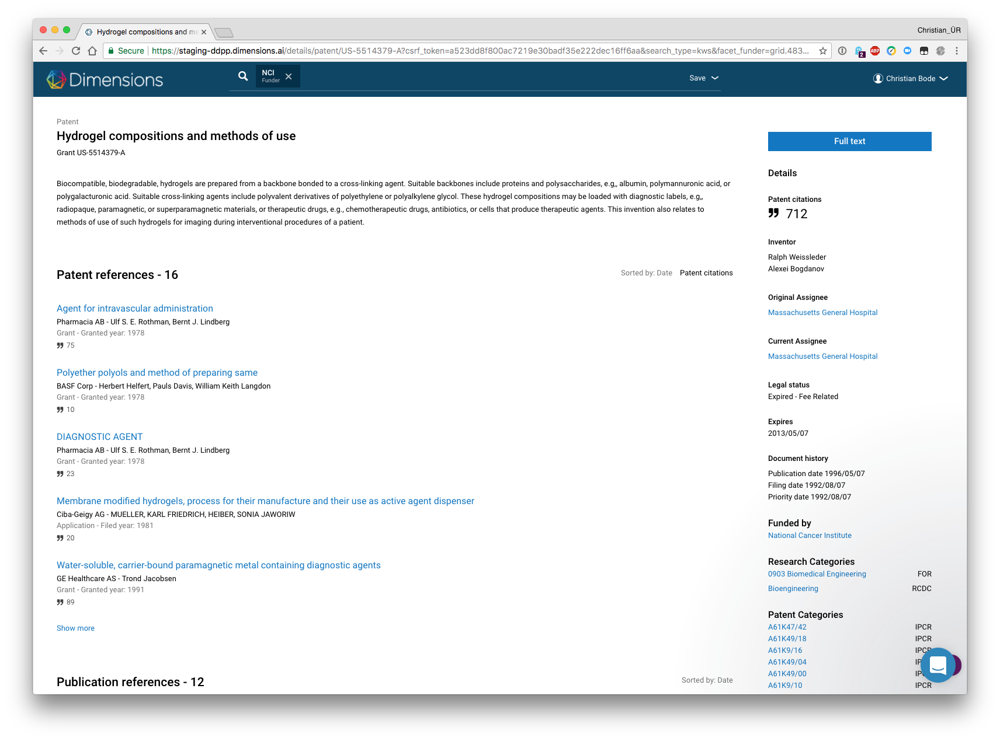 Hydrogel compositions and me
Christian_ÜR
Secure https://staging-ddpp.dimensions.ai/details/patent/US-5514379-A?csrf_token=a523dd8f800ac7219e30badf35e222dec16ff6aa&search_type=kws&facet_funder=grid.483...
2
ABP
Dimensions
NCI
Funder
Save
Christian Bode
Patent
Hydrogel compositions and methods of use
Grant US-5514379-A
Biocompatible, biodegradable, hydrogels are prepared from a backbone bonded to a cross-linking agent. Suitable backbones include proteins and polysaccharides, e.g,, albumin, polymannuronic acid, or
polygalacturonic acid. Suitable cross-linking agents include polyvalent derivatives of polyethylene or polyalkylene glycol. These hydrogel compositions may be loaded with diagnostic labels, e.g,,
radiopaque, paramagnetic, or superparamagnetic materials, or therapeutic drugs, e.g., chemotherapeutic drugs, antibiotics, or cells that produce therapeutic agents. This invention also relates to
methods of use of such hydrogels for imaging during interventional procedures of a patient.
Patent references - 16
Sorted by: Date Patent citations
Agent for intravascular administration
Pharmacia AB - Ulf S. E. Rothman, Bernt J. Lindberg
Grant - Granted year: 1978
75
Polyether polyols and method of preparing same
BASF Corp - Herbert Helfert, Pauls Davis, William Keith Langdon
Grant - Granted year: 1978
10
DIAGNOSTIC AGENT
Pharmacia AB - Ulf S. E. Rothman, Bernt J. Lindberg
Grant - Granted year: 1978
23
Membrane modified hydrogels, process for their manufacture and their use as active agent dispenser
Ciba-Geigy AG - MUELLER, KARL FRIEDRICH, HEIBER, SONIA JAWORIW
Application - Filed year: 1981
20
Water-soluble, carrier-bound paramagnetic metal containing diagnostic agents
GE Healthcare AS - Trond Jacobsen
Grant - Granted year: 1991
89
Show more
Publication references - 12
Sorted by: Date
Full text
Details
Patent citations
712
Inventor
Ralph Weissleder
Alexei Bogdanov
Original Assignee
Massachusetts General Hospital
Current Assignee
Massachusetts General Hospital
Legal status
Expired - Fee Related
Expires
2013/05/07
Document history
Publication date 1996/05/07
Filing date 1992/08/07
Priority date 1992/08/07
Funded by
National Cancer Institute
Research Categories
0903 Biomedical Engineering FOR
Bioengineering RCDC
Patent Categories
A61K47/42 IPCR
A61K49/18 IPCR
A61K9/16 IPCR
A61K49/04
A61K49/00
A61K9/10 IPCR